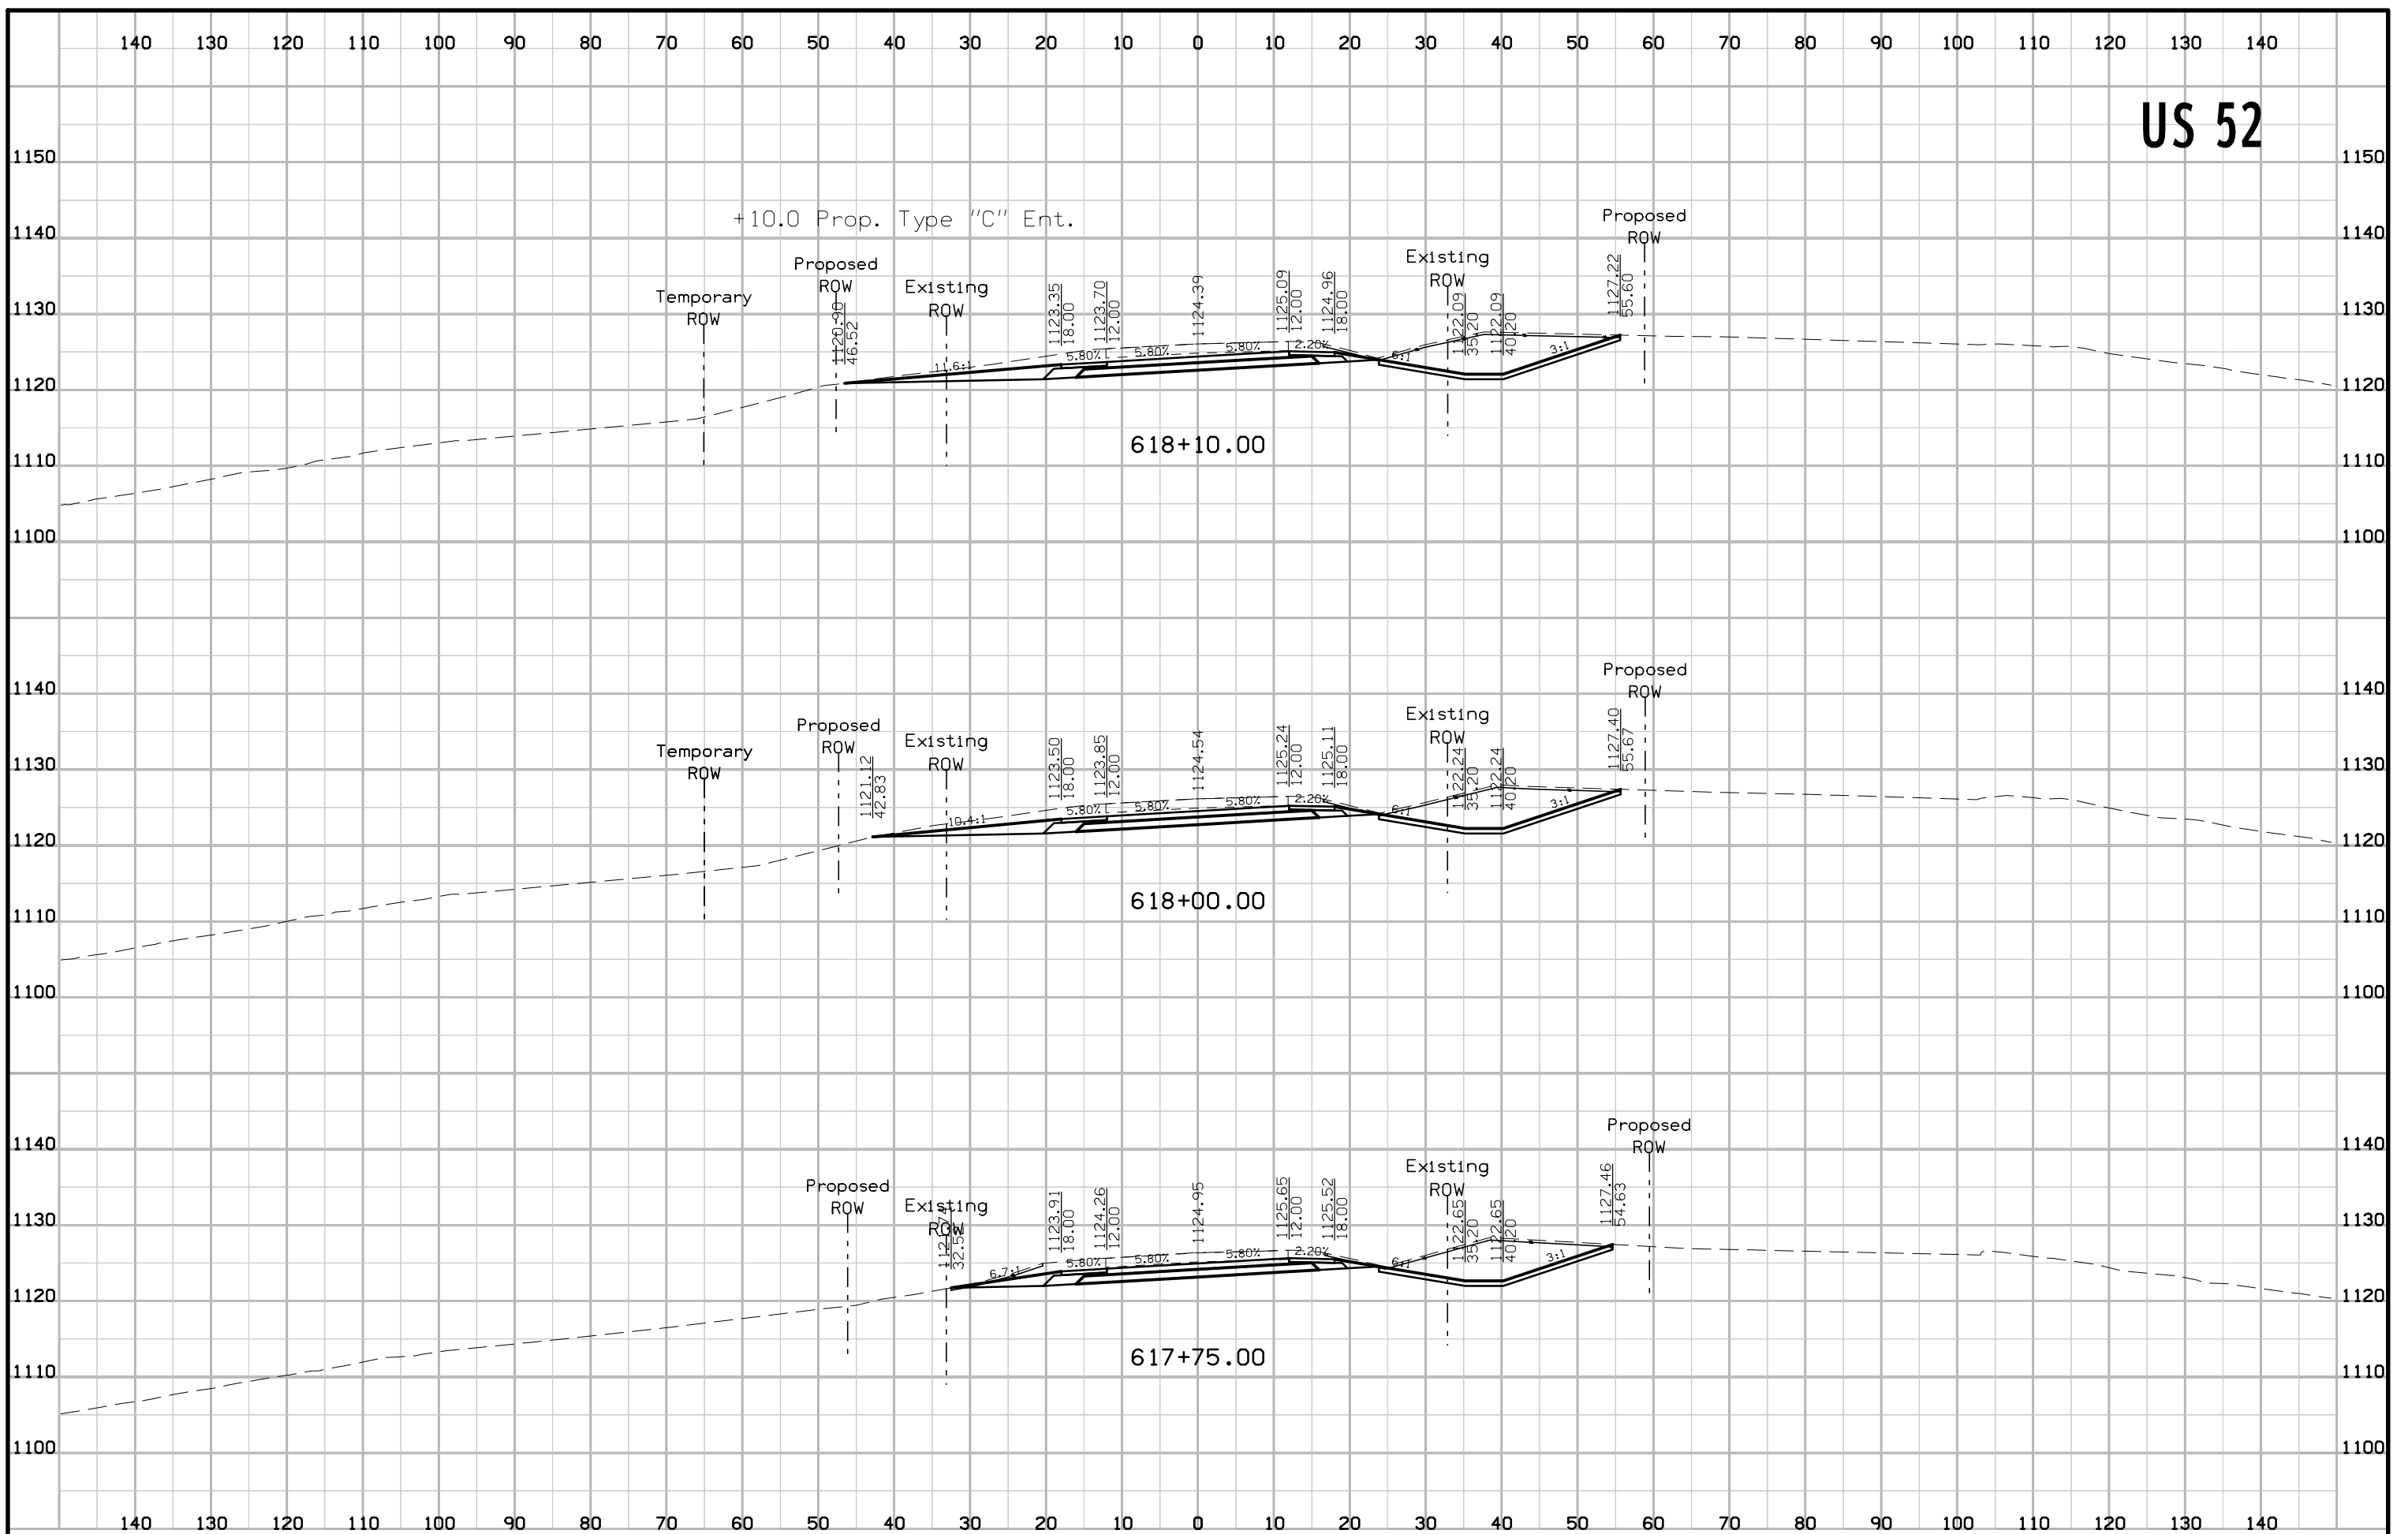 140 130 120 110 100 90 80 70 60 50 40 30 20 10 0 10 20 30 40 50 60 70 80 90 100 110 120 130 140
US 52
1150 1150
+10.0 Prop. Type "C" Ent.
1140 1140
Temporary
ROW
Proposed
ROW
1120.90
46.52
Existing
ROW
1123.35
18.00
1123.70
12.00
1124.39
1125.09
12.00
1124.96
18.00
Existing
ROW
1122.09
35.20
1122.09
40.20
1127.22
55.60
Proposed
ROW
1130 1130
11.6:1 5.80% 5.80% 5.80% 2.20% 6:1 3:1
1120 1120
618+10.00
1110 1110
1100 1100
1140 1140
Temporary
ROW
Proposed
ROW
1121.12
42.83
Existing
ROW
1123.50
18.00
1123.85
12.00
1124.54
1125.24
12.00
1125.11
18.00
Existing
ROW
1122.24
35.20
1122.24
40.20
1127.40
55.67
Proposed
ROW
1130 1130
10.4:1 5.80% 5.80% 5.80% 2.20% 6:1 3:1
1120 1120
618+00.00
1110 1110
1100 1100
1140 1140
Proposed
ROW
Existing
ROW
1123.91
18.00
1124.26
12.00
1124.95
1125.65
12.00
1125.52
18.00
Existing
ROW
1122.65
35.20
1122.65
40.20
1127.46
54.63
Proposed
ROW
1130 1130
6.7:1 5.80% 5.80% 5.80% 2.20% 6:1 3:1
1120 1120
617+75.00
1110 1110
1100 1100
140 130 120 110 100 90 80 70 60 50 40 30 20 10 0 10 20 30 40 50 60 70 80 90 100 110 120 130 140